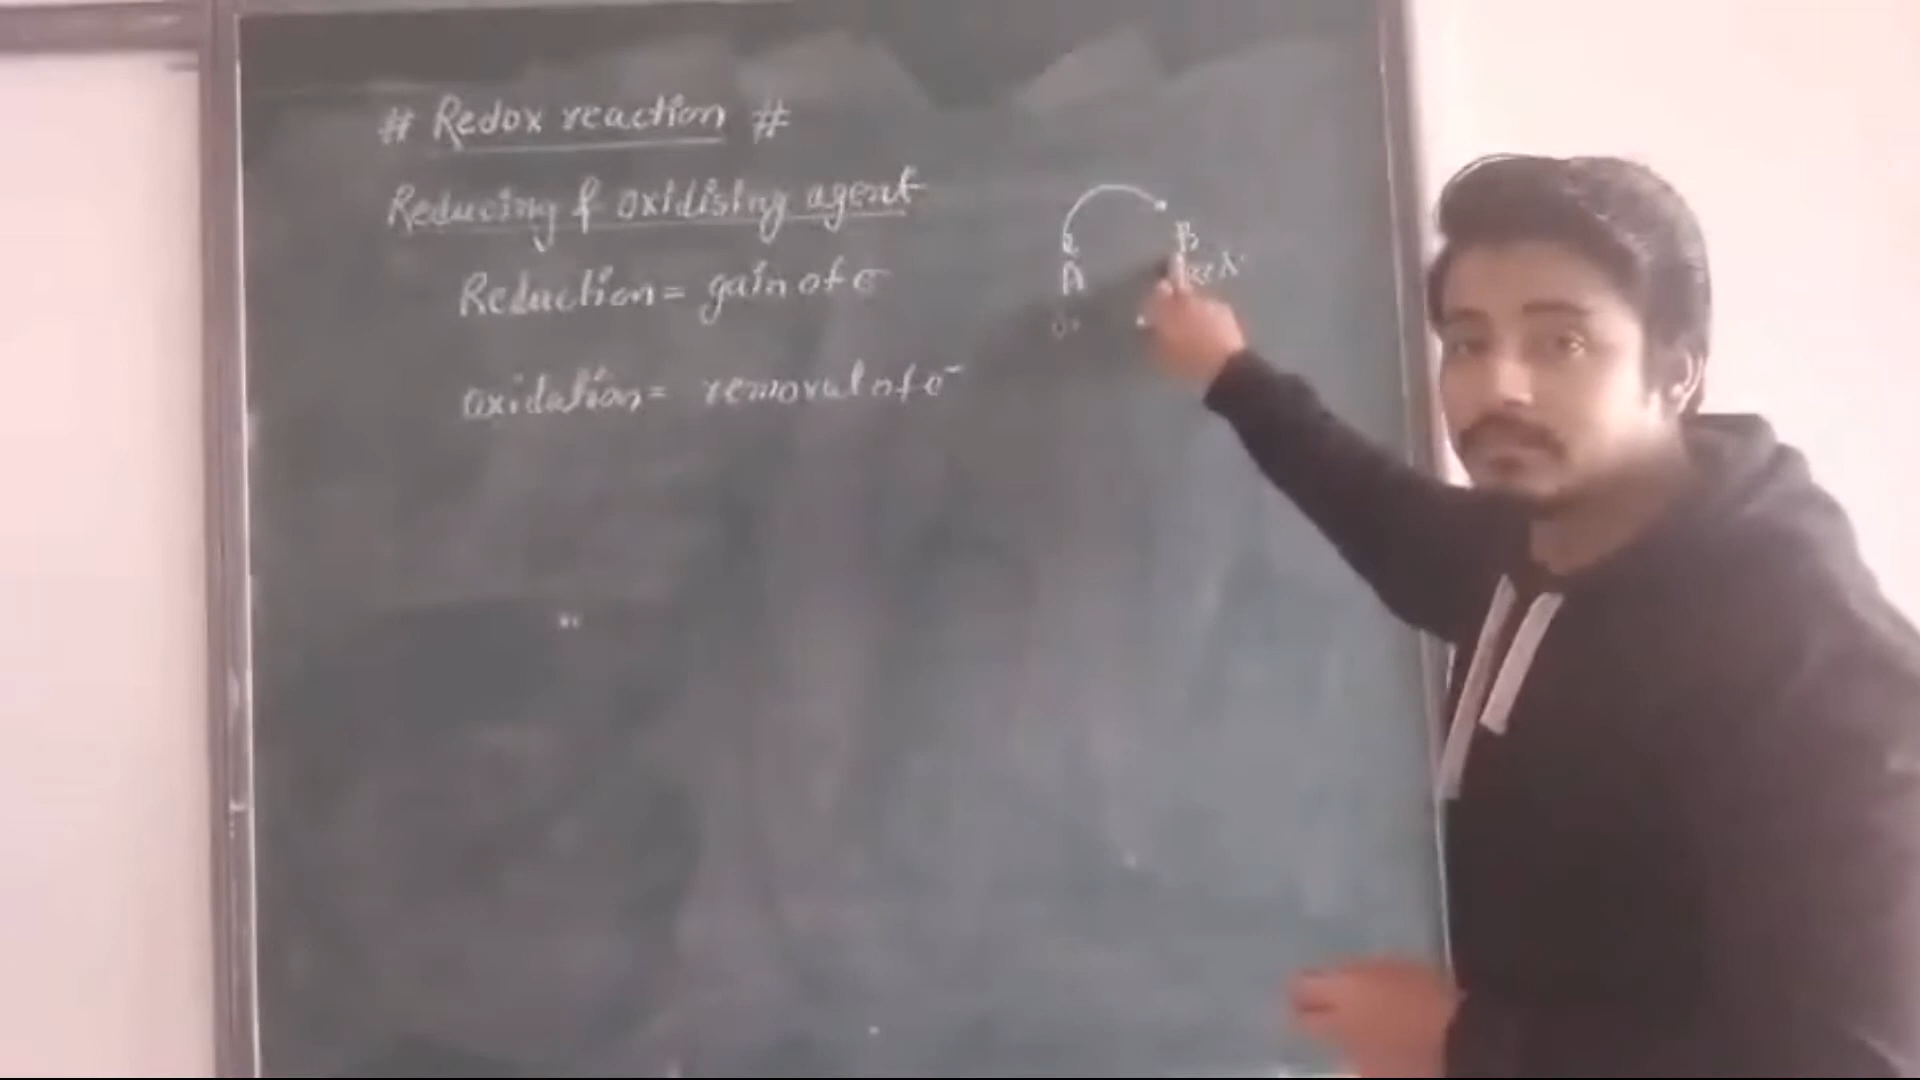 # Redox reaction #
Reducing & oxidising agent
Reduction = gain of e⁻
oxidation = removal of e⁻
B
A